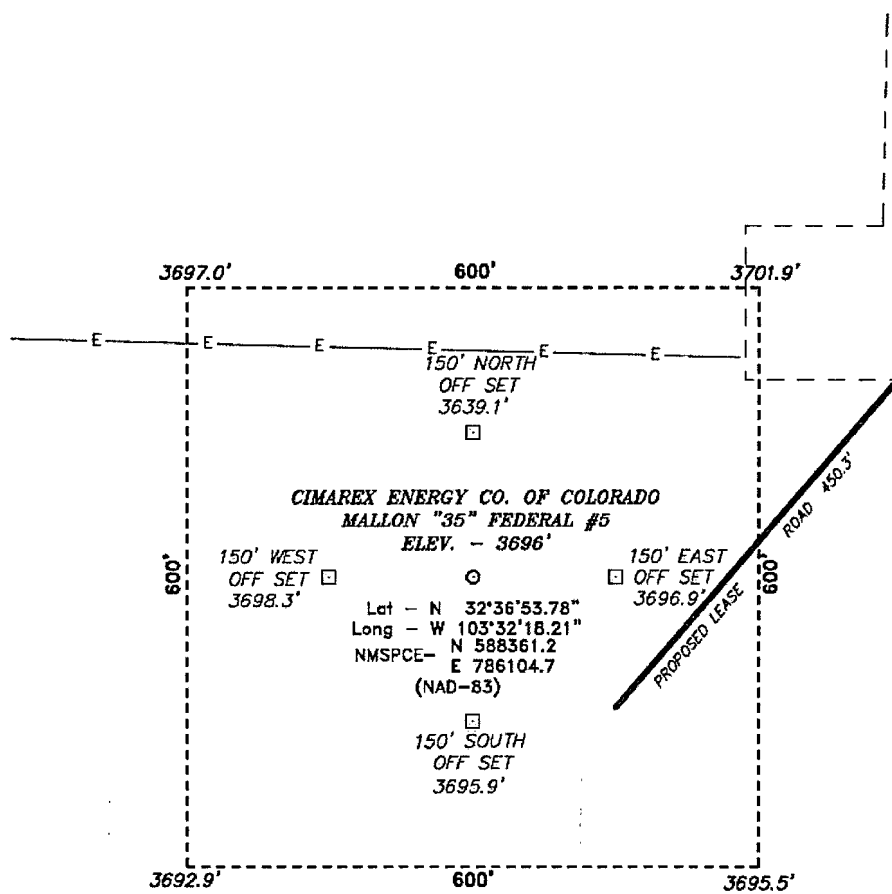 3697.0' 600' 3701.9'
E E E E E E
150' NORTH
OFF SET
3639.1'
CIMAREX ENERGY CO. OF COLORADO
MALLON "35" FEDERAL #5
ELEV. - 3696'
600'
150' WEST
OFF SET
3698.3'
150' EAST
OFF SET
3696.9'
600'
PROPOSED LEASE ROAD 450.3'
Lat - N 32°36'53.78"
Long - W 103°32'18.21"
NMSPCE- N 588361.2
E 786104.7
(NAD-83)
150' SOUTH
OFF SET
3695.9'
3692.9' 600' 3695.5'